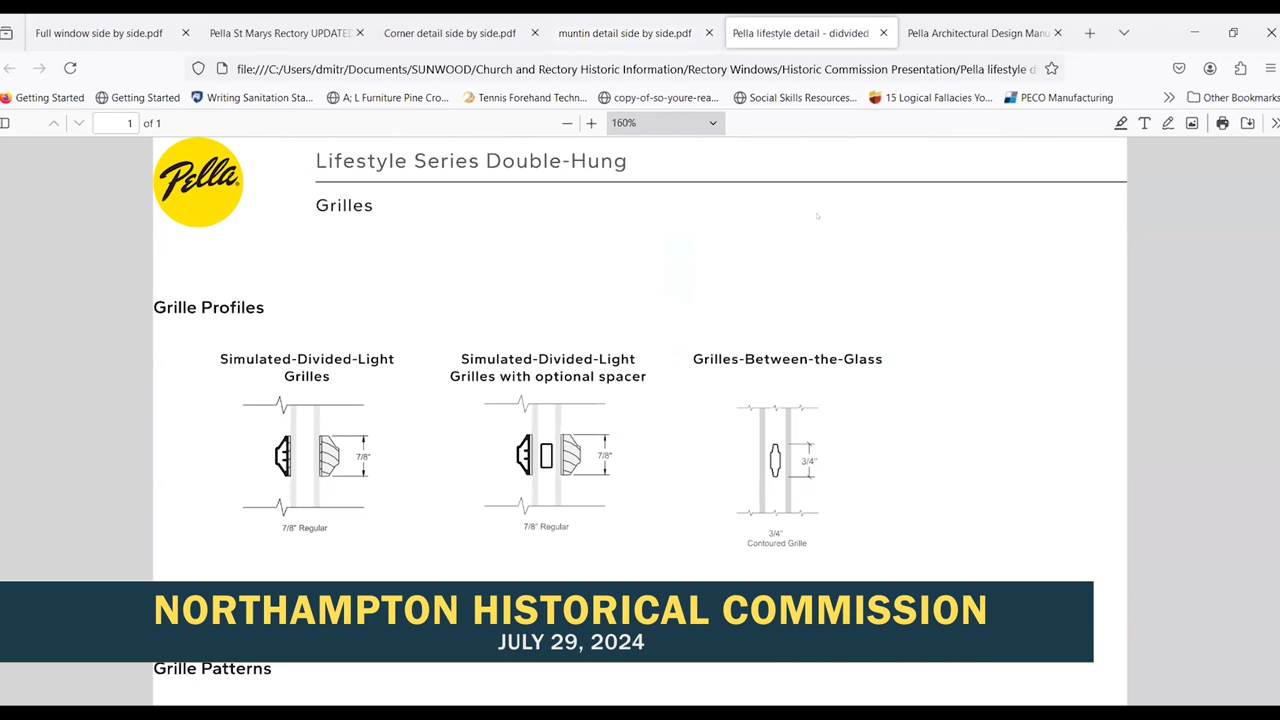 Full window side by side.pdf
Pella St Marys Rectory UPDATED
Corner detail side by side.pdf
muntin detail side by side.pdf
Pella lifestyle detail - didvided
Pella Architectural Design Manu
file:///C:/Users/dmitr/Documents/SUNWOOD/Church and Rectory Historic Information/Rectory Windows/Historic Commission Presentation/Pella lifestyle d
Getting Started
Getting Started
Writing Sanitation Sta...
A; L Furniture Pine Cro...
Tennis Forehand Techn...
copy-of-so-youre-rea...
Social Skills Resources...
15 Logical Fallacies Yo...
PECO Manufacturing
Other Bookmarks
1 of 1
160%
Pella
Lifestyle Series Double-Hung
Grilles
Grille Profiles
Simulated-Divided-Light
Grilles
Simulated-Divided-Light
Grilles with optional spacer
Grilles-Between-the-Glass
7/8"
7/8"
3/4"
7/8" Regular
7/8" Regular
3/4"
Contoured Grille
NORTHAMPTON HISTORICAL COMMISSION
JULY 29, 2024
Grille Patterns